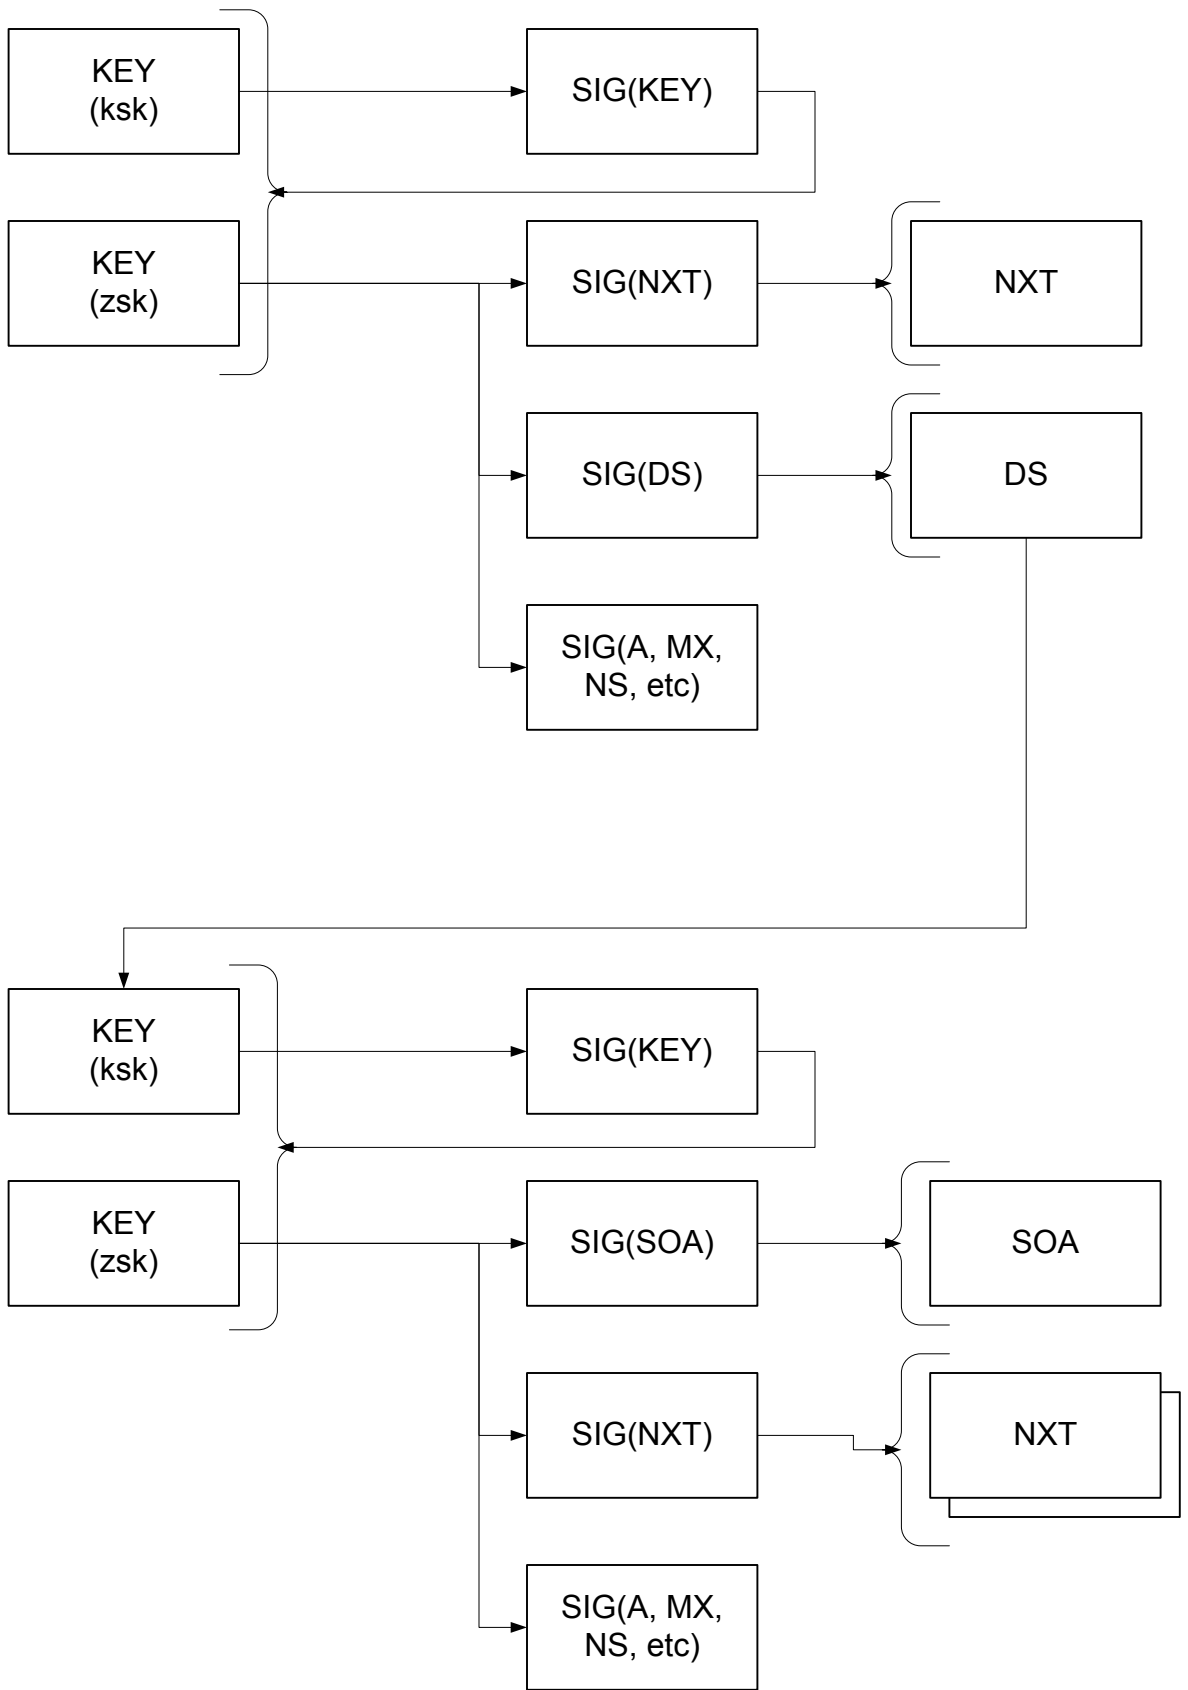 KEY
(ksk)
SIG(KEY)
KEY
(zsk)
SIG(NXT)
NXT
SIG(DS)
DS
SIG(A, MX,
NS, etc)
KEY
(ksk)
SIG(KEY)
KEY
(zsk)
SIG(SOA)
SOA
SIG(NXT)
NXT
SIG(A, MX,
NS, etc)